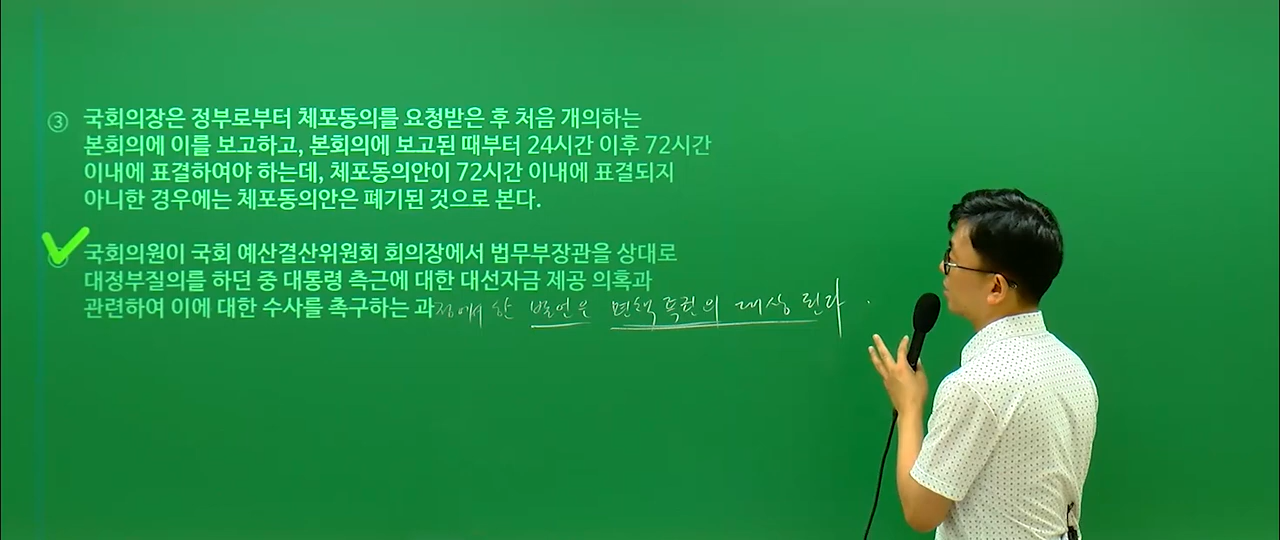 ③ 국회의장은 정부로부터 체포동의를 요청받은 후 처음 개의하는
본회의에 이를 보고하고, 본회의에 보고된 때부터 24시간 이후 72시간
이내에 표결하여야 하는데, 체포동의안이 72시간 이내에 표결되지
아니한 경우에는 체포동의안은 폐기된 것으로 본다.
국회의원이 국회 예산결산위원회 회의장에서 법무부장관을 상대로
대정부질의를 하던 중 대통령 측근에 대한 대선자금 제공 의혹과
관련하여 이에 대한 수사를 촉구하는 과정에서 한 발언은 면책특권의 대상 된다.